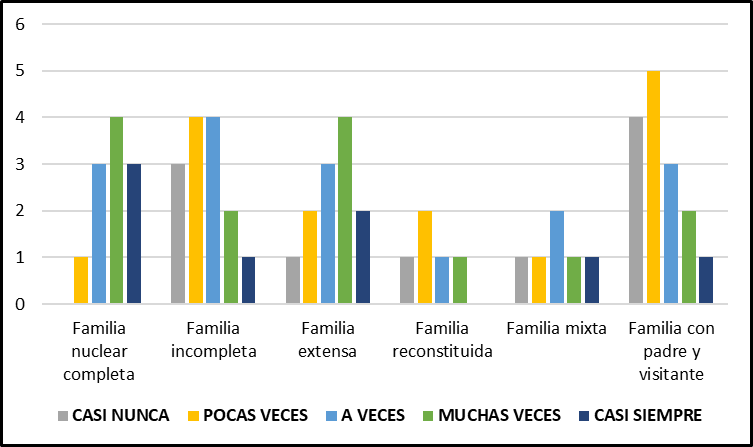 6
5
4
3
2
1
0
Familia nuclear completa
Familia incompleta
Familia extensa
Familia reconstituida
Familia mixta
Familia con padre y visitante
CASI NUNCA POCAS VECES A VECES MUCHAS VECES CASI SIEMPRE